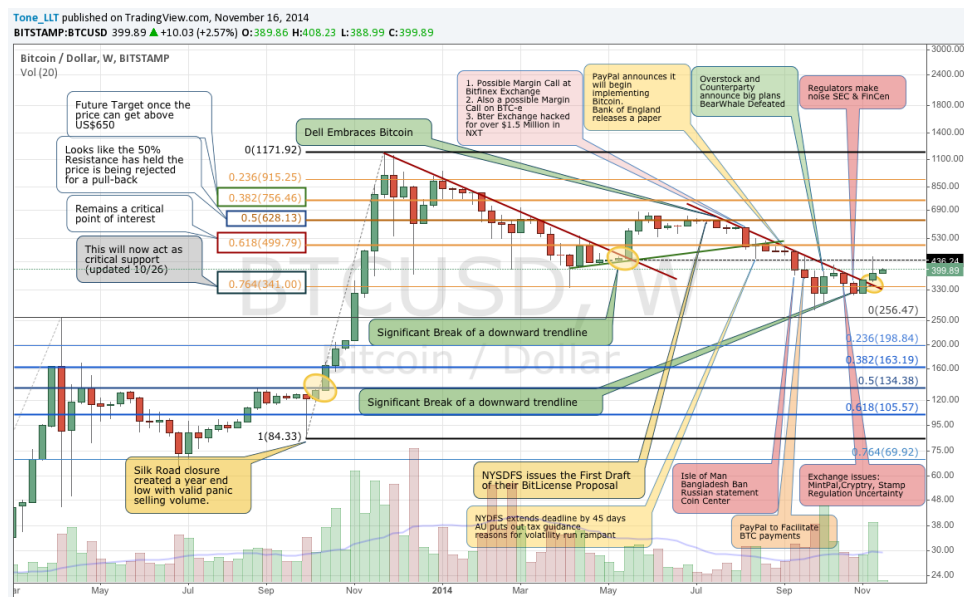 Tone_LLT published on TradingView.com, November 16, 2014
BITSTAMP:BTCUSD 399.89 ▲ +10.03 (+2.57%) O:389.86 H:408.23 L:388.99 C:399.89
Bitcoin / Dollar, W, BITSTAMP
Vol (20)
BTCUSD, W
Bitcoin / Dollar
Future Target once the
price can get above
US$650
Looks like the 50%
Resistance has held the
price is being rejected
for a pull-back
Remains a critical
point of interest
This will now act as
critical support
(updated 10/26)
Dell Embraces Bitcoin
1. Possible Margin Call at
Bitfinex Exchange
2. Also a possible Margin
Call on BTC-e
3. Bter Exchange hacked
for over $1.5 Million in
NXT
PayPal announces it
will begin
implementing
Bitcoin.
Bank of England
releases a paper
Overstock and
Counterparty
announce big plans
BearWhale Defeated
Regulators make
noise SEC & FinCen
0(1171.92)
0.236(915.25)
0.382(756.46)
0.5(628.13)
0.618(499.79)
0.764(341.00)
1(84.33)
Significant Break of a downward trendline
Significant Break of a downward trendline
0(256.47)
0.236(198.84)
0.382(163.19)
0.5(134.38)
0.618(105.57)
0.764(69.92)
Silk Road closure
created a year end
low with valid panic
selling volume.
NYSDFS issues the First Draft
of their BitLicense Proposal
NYDFS extends deadline by 45 days
AU puts out tax guidance
reasons for volatility run rampant
Isle of Man
Bangladesh Ban
Russian statement
Coin Center
PayPal to Facilitate
BTC payments
Exchange Issues:
MintPal,Cryptry, Stamp
Regulation Uncertainty
3000.00
2400.00
1800.00
1400.00
1100.00
850.00
690.00
530.00
436.24
399.89
330.00
250.00
200.00
160.00
120.00
95.00
75.00
60.00
48.00
38.00
30.00
24.00
ar
May
Jul
Sep
Nov
2014
Mar
May
Jul
Sep
Nov